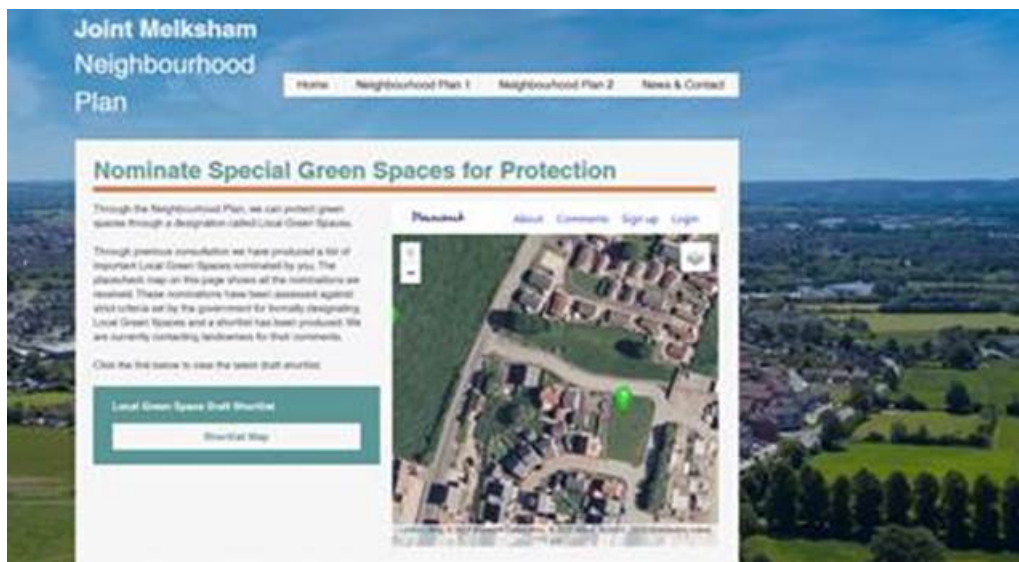 Joint Melksham
Neighbourhood
Plan
Home Neighbourhood Plan 1 Neighbourhood Plan 2 News & Contact
Nominate Special Green Spaces for Protection
Through the Neighbourhood Plan, we can protect green
spaces through a designation called Local Green Spaces.
Through previous consultation we have produced a list of
important Local Green Spaces nominated by you. The
placecheck map on this page shows all the nominations we
received. These nominations have been assessed against
strict criteria set by the government for formally designating
Local Green Spaces and a shortlist has been produced. We
are currently contacting landowners for their comments.
Click the link below to view the latest draft shortlist.
Local Green Space Draft Shortlist
Shortlist Map
About Comments Sign up Login